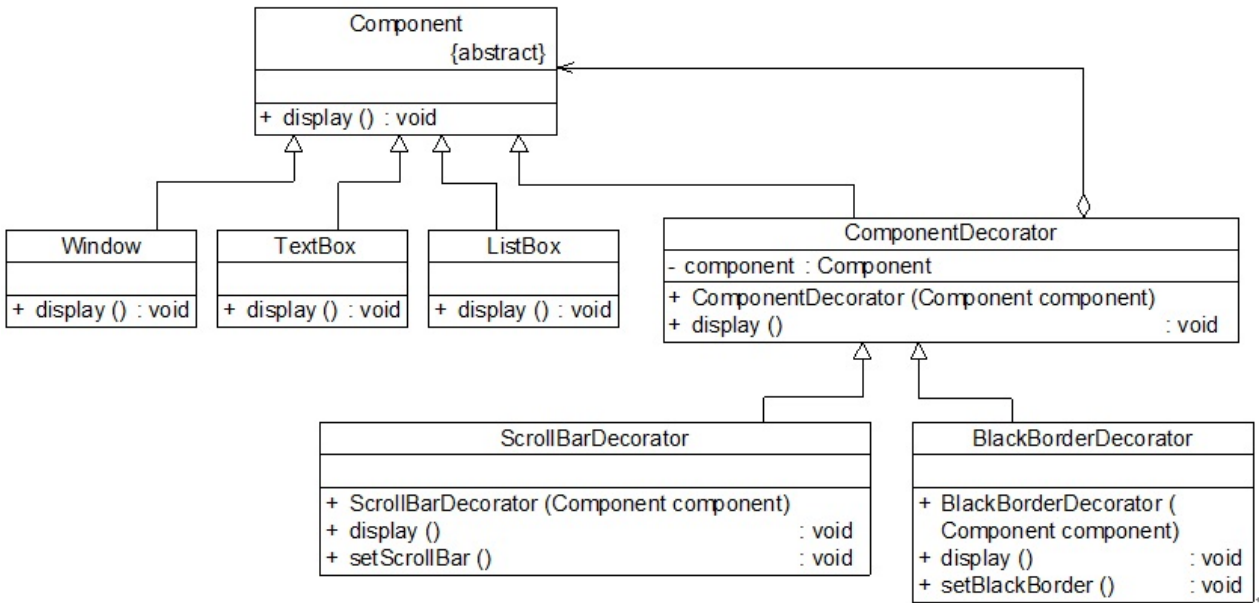 Component
{abstract}
+ display () : void
Window
+ display () : void
TextBox
+ display () : void
ListBox
+ display () : void
ComponentDecorator
- component : Component
+ ComponentDecorator (Component component)
+ display () : void
ScrollBarDecorator
+ ScrollBarDecorator (Component component)
+ display () : void
+ setScrollBar () : void
BlackBorderDecorator
+ BlackBorderDecorator (
Component component)
+ display () : void
+ setBlackBorder () : void